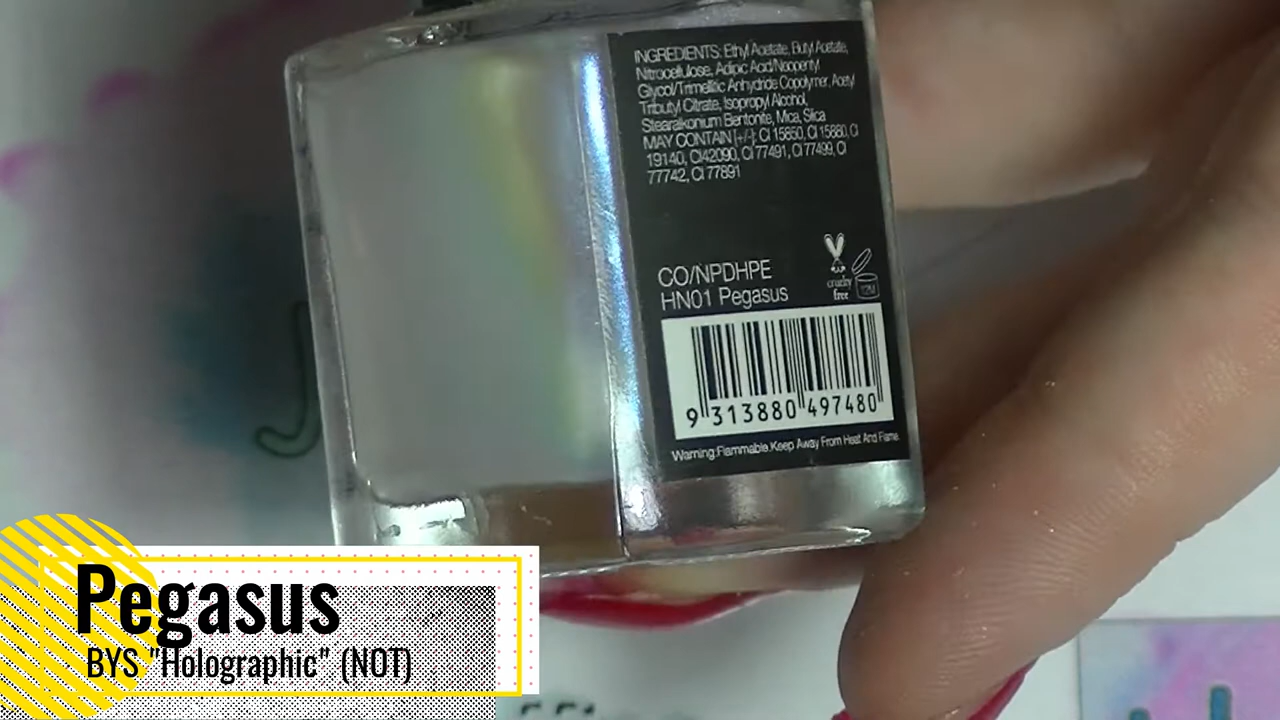 INGREDIENTS: Ethyl Acetate, Butyl Acetate,
Nitrocellulose, Adipic Acid/Neopentyl
Glycol/Trimellitic Anhydride Copolymer, Acetyl
Tributyl Citrate, Isopropyl Alcohol,
Stearalkonium Bentonite, Mica, Silica
MAY CONTAIN [+/-]: CI 15850, CI 15880, CI
19140, CI42090, CI 77491, CI 77499, CI
77742, CI 77891
CO/NPDHPE
HN01 Pegasus
cruelty
free
12M
9 313880 497480
Warning:Flammable.Keep Away From Heat And Flame.
Pegasus
BYS "Holographic" (NOT)